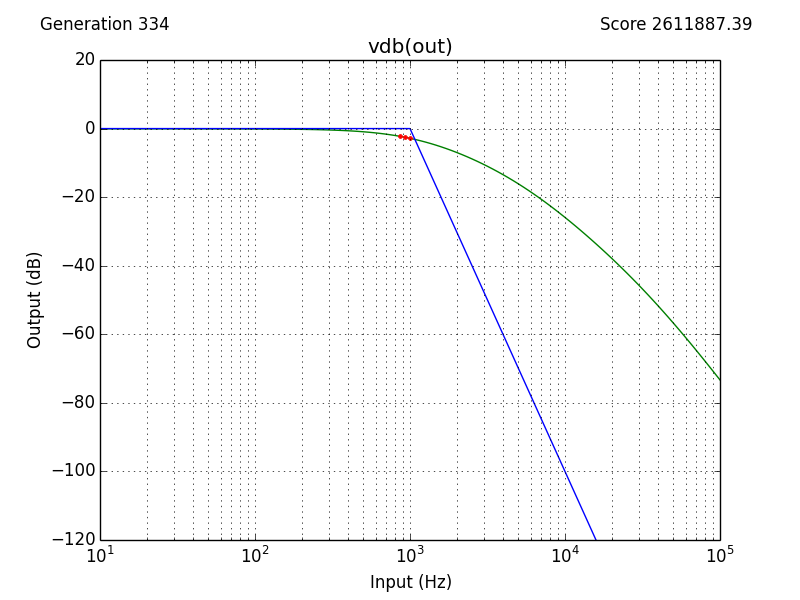 Generation 334
Score 2611887.39
vdb(out)
20
0
−20
−40
−60
−80
−100
−120
Output (dB)
10¹
10²
10³
10⁴
10⁵
Input (Hz)